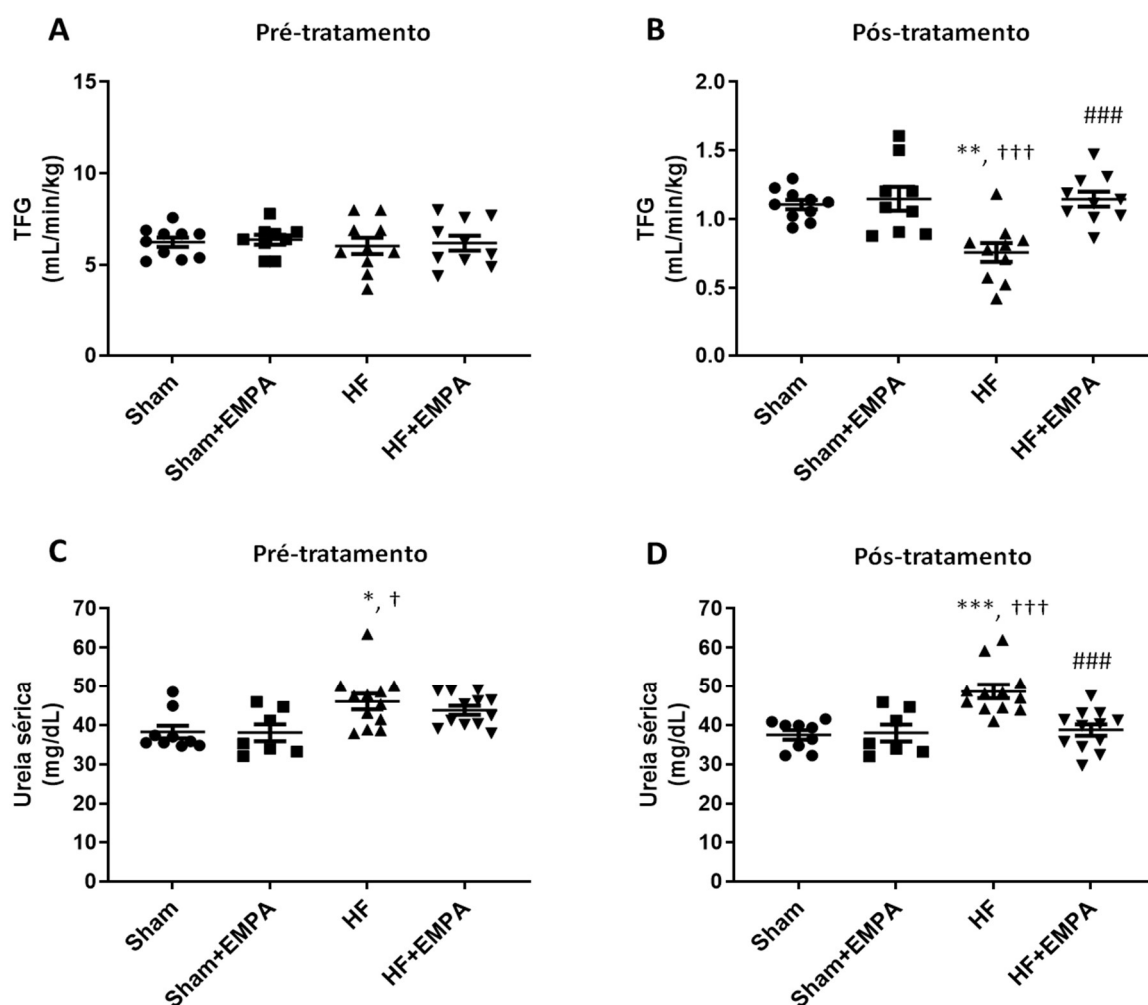 A
Pré-tratamento
TFG
(mL/min/kg)
15
10
5
0
Sham
Sham+EMPA
HF
HF+EMPA
B
Pós-tratamento
TFG
(mL/min/kg)
2.0
1.5
1.0
0.5
0.0
**, †††
###
Sham
Sham+EMPA
HF
HF+EMPA
C
Pré-tratamento
Ureia sérica
(mg/dL)
70
60
50
40
30
20
10
0
*, †
Sham
Sham+EMPA
HF
HF+EMPA
D
Pós-tratamento
Ureia sérica
(mg/dL)
70
60
50
40
30
20
10
0
***, †††
###
Sham
Sham+EMPA
HF
HF+EMPA